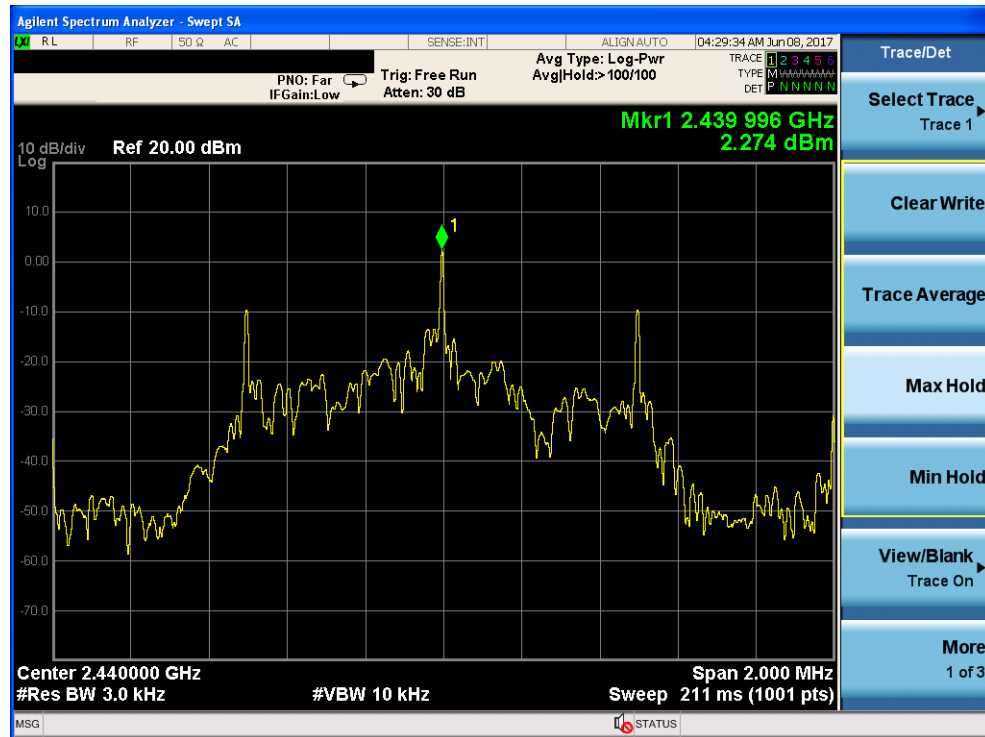 Agilent Spectrum Analyzer - Swept SA
LXI RL RF 50 Ω AC SENSE:INT ALIGN AUTO 04:29:34 AM Jun 08, 2017
Trace/Det
PNO: Far
IFGain:Low
Trig: Free Run
Atten: 30 dB
Avg Type: Log-Pwr
Avg|Hold:>100/100
TRACE 1 2 3 4 5 6
TYPE M WWWWW
DET P N N N N N
Select Trace
Trace 1
Mkr1 2.439 996 GHz
2.274 dBm
10 dB/div Ref 20.00 dBm
Log
10.0
0.00
-10.0
-20.0
-30.0
-40.0
-50.0
-60.0
-70.0
1
Clear Write
Trace Average
Max Hold
Min Hold
View/Blank
Trace On
More
1 of 3
Center 2.440000 GHz Span 2.000 MHz
#Res BW 3.0 kHz #VBW 10 kHz Sweep 211 ms (1001 pts)
MSG STATUS